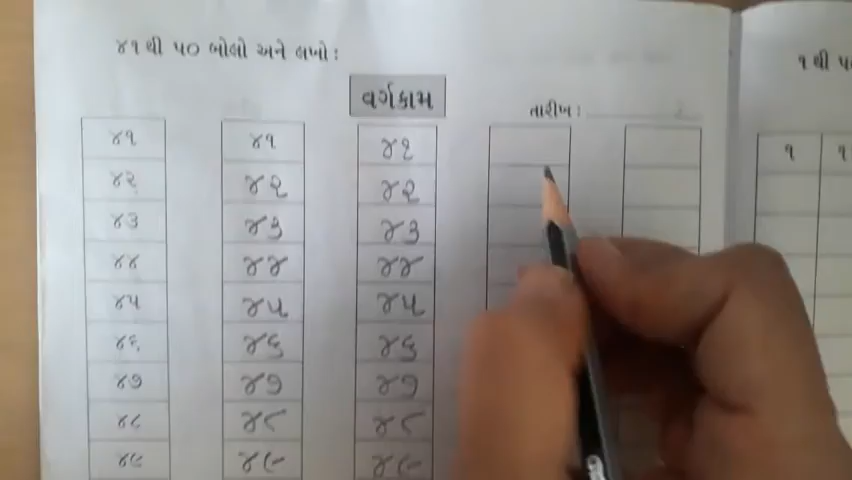 ૪૧ થી ૫૦ બોલો અને લખો :
વર્ગકામ
તારીખ :
૪૧ ૪૧ ૪૧
૪૨ ૪૨ ૪૨
૪૩ ૪૩ ૪૩
૪૪ ૪૪ ૪૪
૪૫ ૪૫ ૪૫
૪૬ ૪૬ ૪૬
૪૭ ૪૭ ૪૭
૪૮ ૪૮ ૪૮
૪૯ ૪૯ ૪૯
૧ થી
૧ ૧